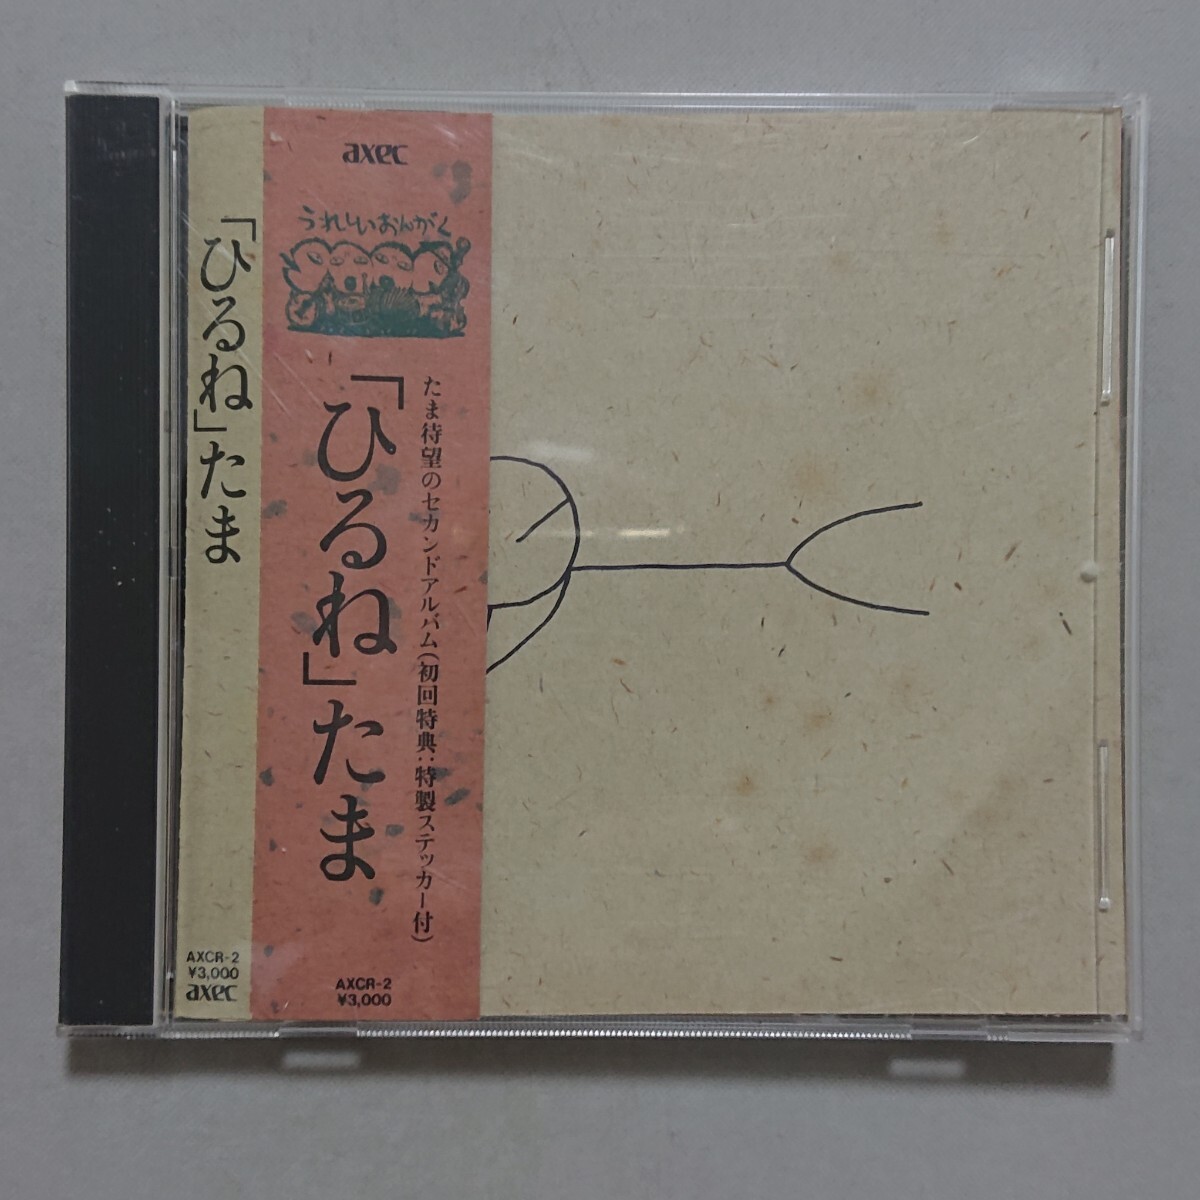 axec
うれしいおんがく
たま待望のセカンドアルバム(初回特典:特製ステッカー付)
「ひるね」たま
AXCR-2
¥3,000
「ひるね」たま
AXCR-2
¥3,000
axec